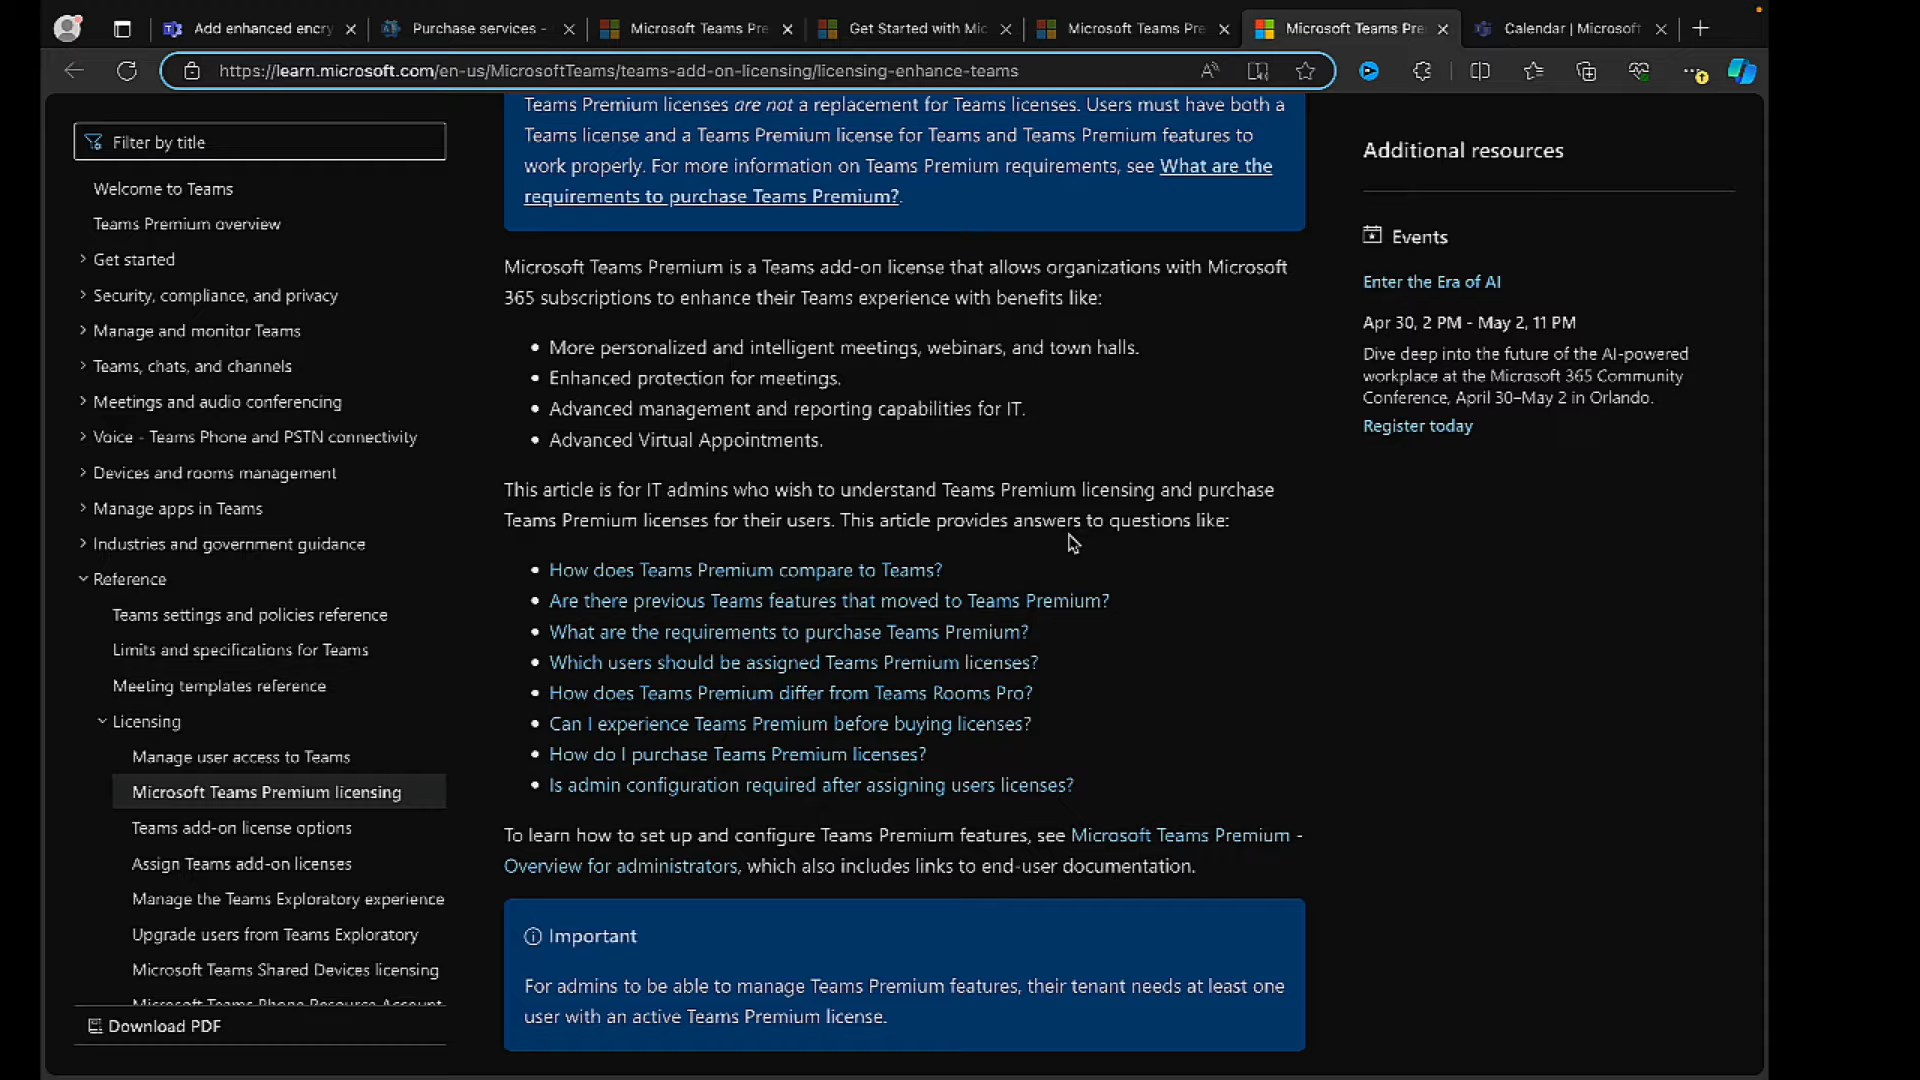 Add enhanced encry
Purchase services -
Microsoft Teams Pre
Get Started with Mic
Microsoft Teams Pre
Microsoft Teams Pre
Calendar | Microsoft
https://learn.microsoft.com/en-us/MicrosoftTeams/teams-add-on-licensing/licensing-enhance-teams
Filter by title
Welcome to Teams
Teams Premium overview
Get started
Security, compliance, and privacy
Manage and monitor Teams
Teams, chats, and channels
Meetings and audio conferencing
Voice - Teams Phone and PSTN connectivity
Devices and rooms management
Manage apps in Teams
Industries and government guidance
Reference
Teams settings and policies reference
Limits and specifications for Teams
Meeting templates reference
Licensing
Manage user access to Teams
Microsoft Teams Premium licensing
Teams add-on license options
Assign Teams add-on licenses
Manage the Teams Exploratory experience
Upgrade users from Teams Exploratory
Microsoft Teams Shared Devices licensing
Microsoft Teams Phone Resource Account
Download PDF
Teams Premium licenses are not a replacement for Teams licenses. Users must have both a
Teams license and a Teams Premium license for Teams and Teams Premium features to
work properly. For more information on Teams Premium requirements, see What are the
requirements to purchase Teams Premium?.
Microsoft Teams Premium is a Teams add-on license that allows organizations with Microsoft
365 subscriptions to enhance their Teams experience with benefits like:
• More personalized and intelligent meetings, webinars, and town halls.
• Enhanced protection for meetings.
• Advanced management and reporting capabilities for IT.
• Advanced Virtual Appointments.
This article is for IT admins who wish to understand Teams Premium licensing and purchase
Teams Premium licenses for their users. This article provides answers to questions like:
• How does Teams Premium compare to Teams?
• Are there previous Teams features that moved to Teams Premium?
• What are the requirements to purchase Teams Premium?
• Which users should be assigned Teams Premium licenses?
• How does Teams Premium differ from Teams Rooms Pro?
• Can I experience Teams Premium before buying licenses?
• How do I purchase Teams Premium licenses?
• Is admin configuration required after assigning users licenses?
To learn how to set up and configure Teams Premium features, see Microsoft Teams Premium -
Overview for administrators, which also includes links to end-user documentation.
Important
For admins to be able to manage Teams Premium features, their tenant needs at least one
user with an active Teams Premium license.
Additional resources
Events
Enter the Era of AI
Apr 30, 2 PM - May 2, 11 PM
Dive deep into the future of the AI-powered
workplace at the Microsoft 365 Community
Conference, April 30–May 2 in Orlando.
Register today